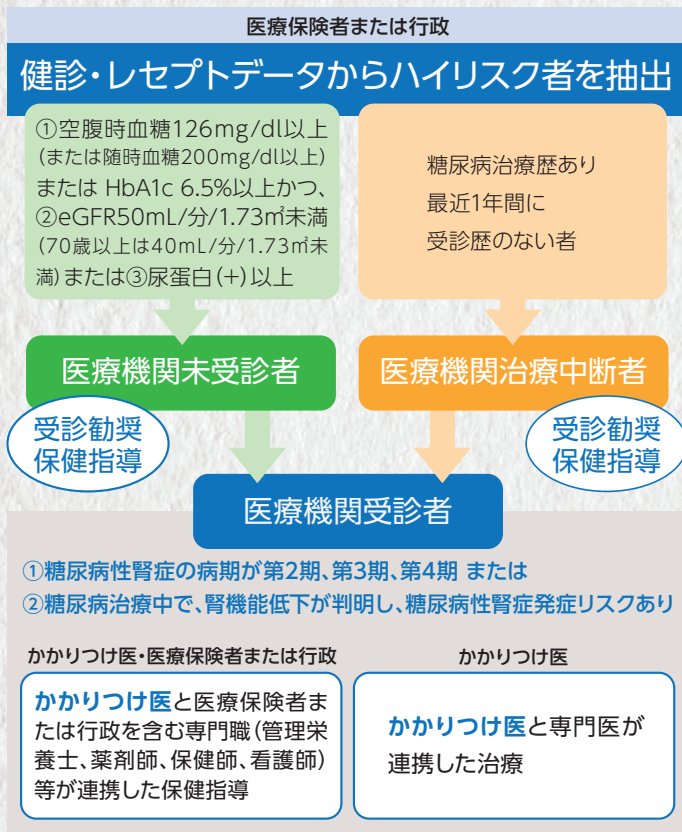 医療保険者または行政
健診・レセプトデータからハイリスク者を抽出
①空腹時血糖126mg/dl以上
(または随時血糖200mg/dl以上)
または HbA1c 6.5%以上かつ、
②eGFR50mL/分/1.73㎡未満
(70歳以上は40mL/分/1.73㎡未
満)または③尿蛋白(+)以上
糖尿病治療歴あり
最近1年間に
受診歴のない者
医療機関未受診者
医療機関治療中断者
受診勧奨
保健指導
受診勧奨
保健指導
医療機関受診者
①糖尿病性腎症の病期が第2期、第3期、第4期 または
②糖尿病治療中で、腎機能低下が判明し、糖尿病性腎症発症リスクあり
かかりつけ医・医療保険者または行政
かかりつけ医と医療保険者ま
たは行政を含む専門職(管理栄
養士、薬剤師、保健師、看護師)
等が連携した保健指導
かかりつけ医
かかりつけ医と専門医が
連携した治療